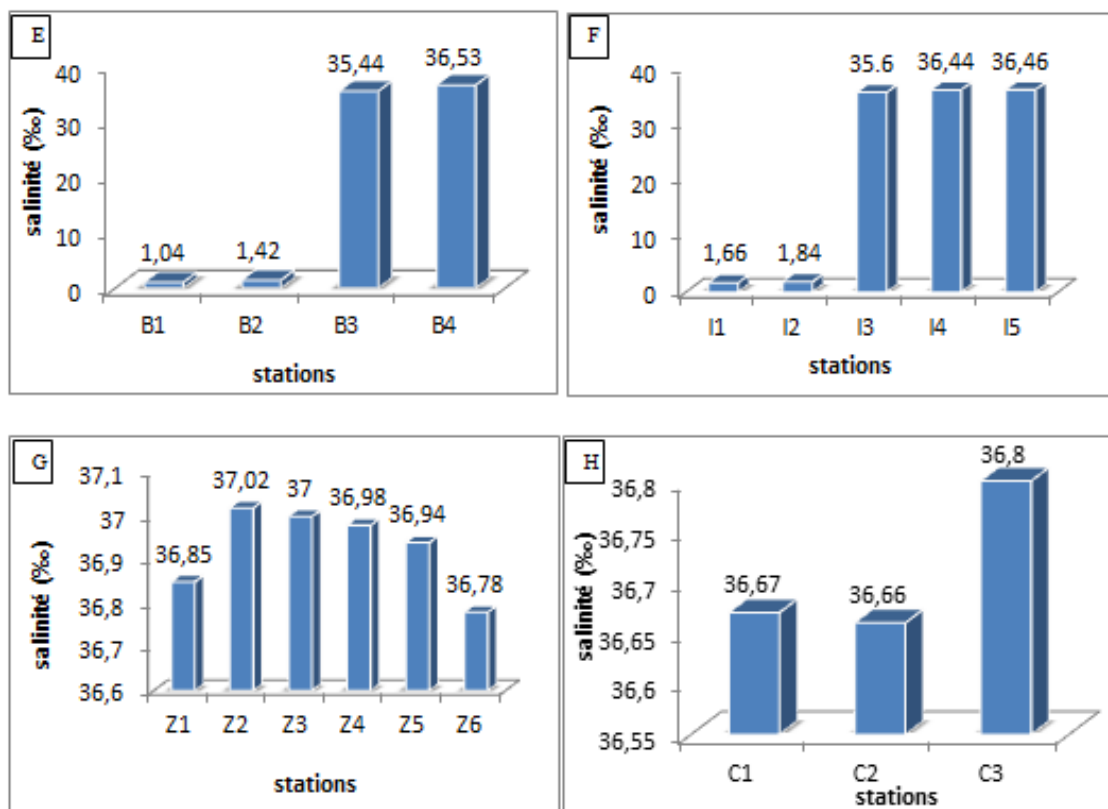 E
35,44 36,53
1,04 1,42
40
30
20
10
0
salinité (‰)
B1 B2 B3 B4
stations
F
35.6 36,44 36,46
1,66 1,84
40
30
20
10
0
salinité (‰)
I1 I2 I3 I4 I5
stations
G
37,02 37 36,98 36,94
36,85 36,78
37,1
37
36,9
36,8
36,7
36,6
salinité (‰)
Z1 Z2 Z3 Z4 Z5 Z6
stations
H
36,8
36,67 36,66
36,8
36,75
36,7
36,65
36,6
36,55
salinité (‰)
C1 C2 C3
stations